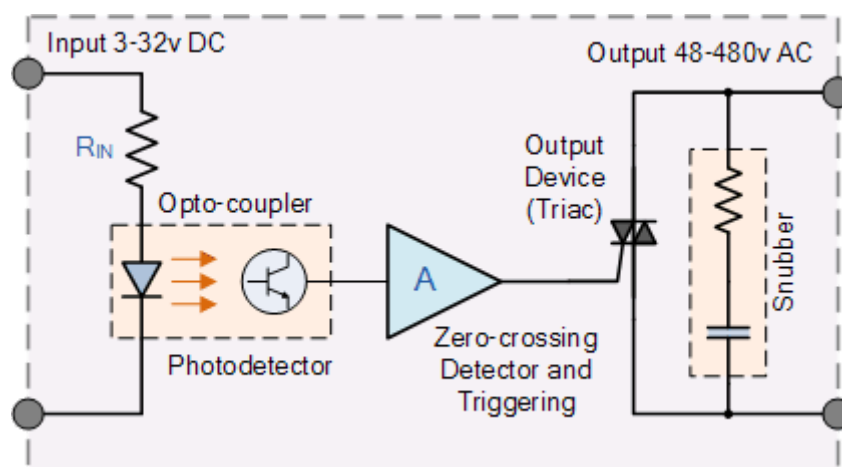 Input 3-32v DC
Output 48-480v AC
RIN
Output
Device
(Triac)
Opto-coupler
Snubber
A
Photodetector
Zero-crossing
Detector and
Triggering